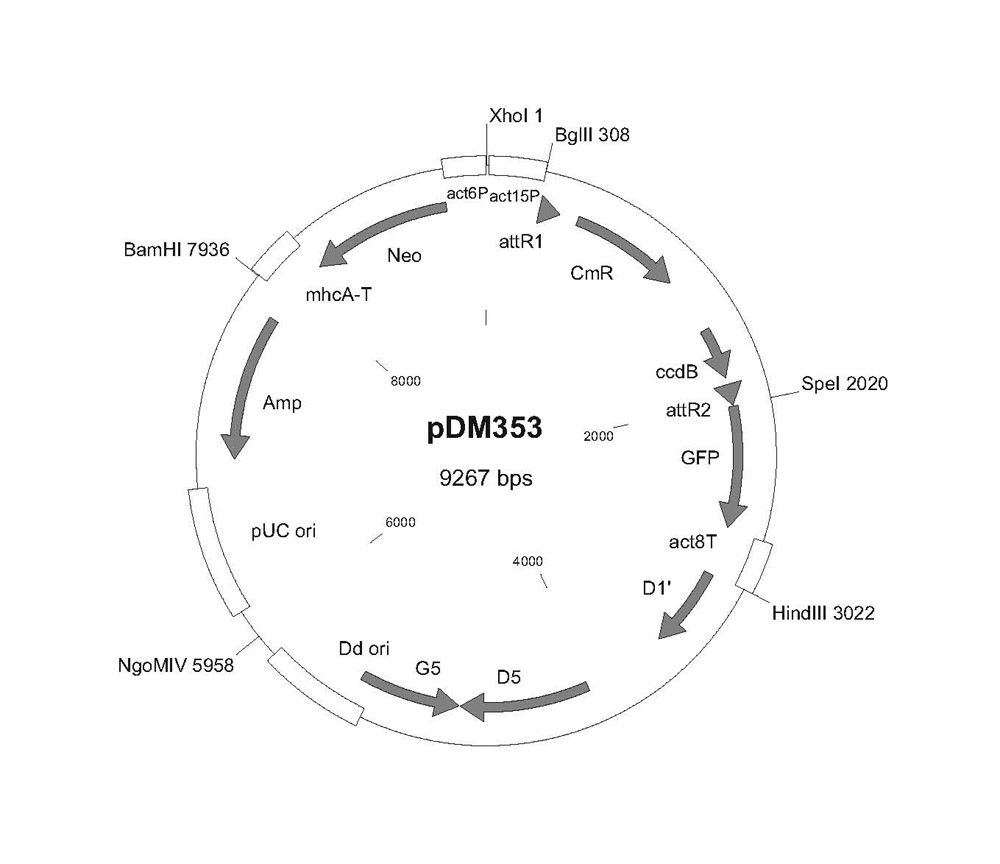 XhoI 1
BglII 308
act6P act15P
attR1
Neo
CmR
BamHI 7936
mhcA-T
8000
ccdB
SpeI 2020
Amp
attR2
pDM353
2000
GFP
9267 bps
pUC ori
6000
act8T
4000
D1'
HindIII 3022
Dd ori
G5
D5
NgoMIV 5958